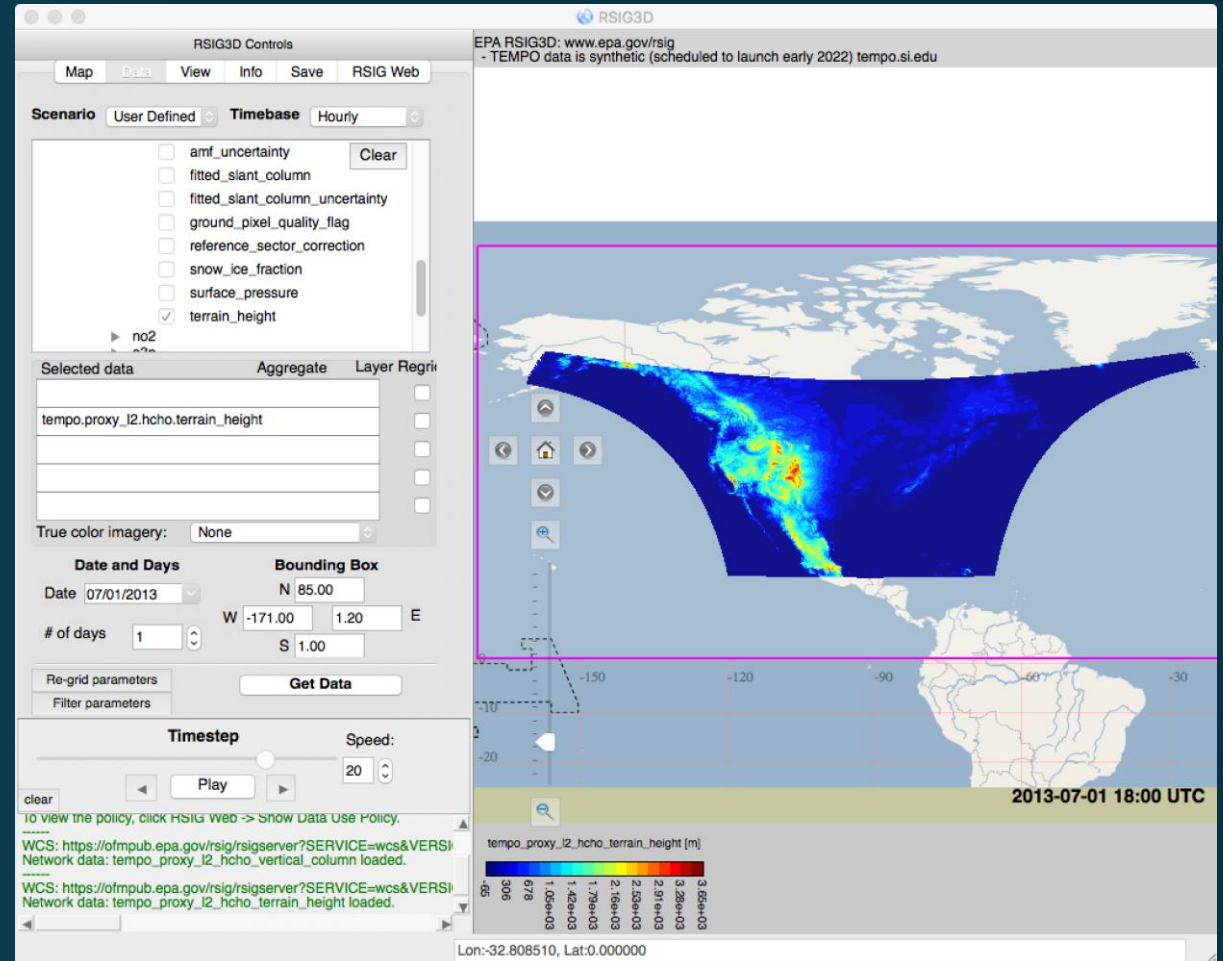 RSIG3D
RSIG3D Controls
Map Data View Info Save RSIG Web
Scenario User Defined Timebase Hourly
amf_uncertainty
Clear
fitted_slant_column
fitted_slant_column_uncertainty
ground_pixel_quality_flag
reference_sector_correction
snow_ice_fraction
surface_pressure
terrain_height
no2
Selected data Aggregate Layer Regri
tempo.proxy_l2.hcho.terrain_height
True color imagery: None
Date and Days
Date 07/01/2013
# of days 1
Bounding Box
N 85.00
W -171.00 1.20 E
S 1.00
Re-grid parameters
Filter parameters
Get Data
Timestep
Speed:
20
Play
clear
To view the policy, click RSIG Web -> Show Data Use Policy.
------
WCS: https://ofmpub.epa.gov/rsig/rsigserver?SERVICE=wcs&VERSI
Network data: tempo_proxy_l2_hcho_vertical_column loaded.
------
WCS: https://ofmpub.epa.gov/rsig/rsigserver?SERVICE=wcs&VERSI
Network data: tempo_proxy_l2_hcho_terrain_height loaded.
EPA RSIG3D: www.epa.gov/rsig
- TEMPO data is synthetic (scheduled to launch early 2022) tempo.si.edu
0
-150 -120 -90 -60 -30
-10
-20
2013-07-01 18:00 UTC
tempo_proxy_l2_hcho_terrain_height [m]
-65
306
678
1.05e+03
1.42e+03
1.79e+03
2.16e+03
2.53e+03
2.91e+03
3.28e+03
3.65e+03
Lon:-32.808510, Lat:0.000000